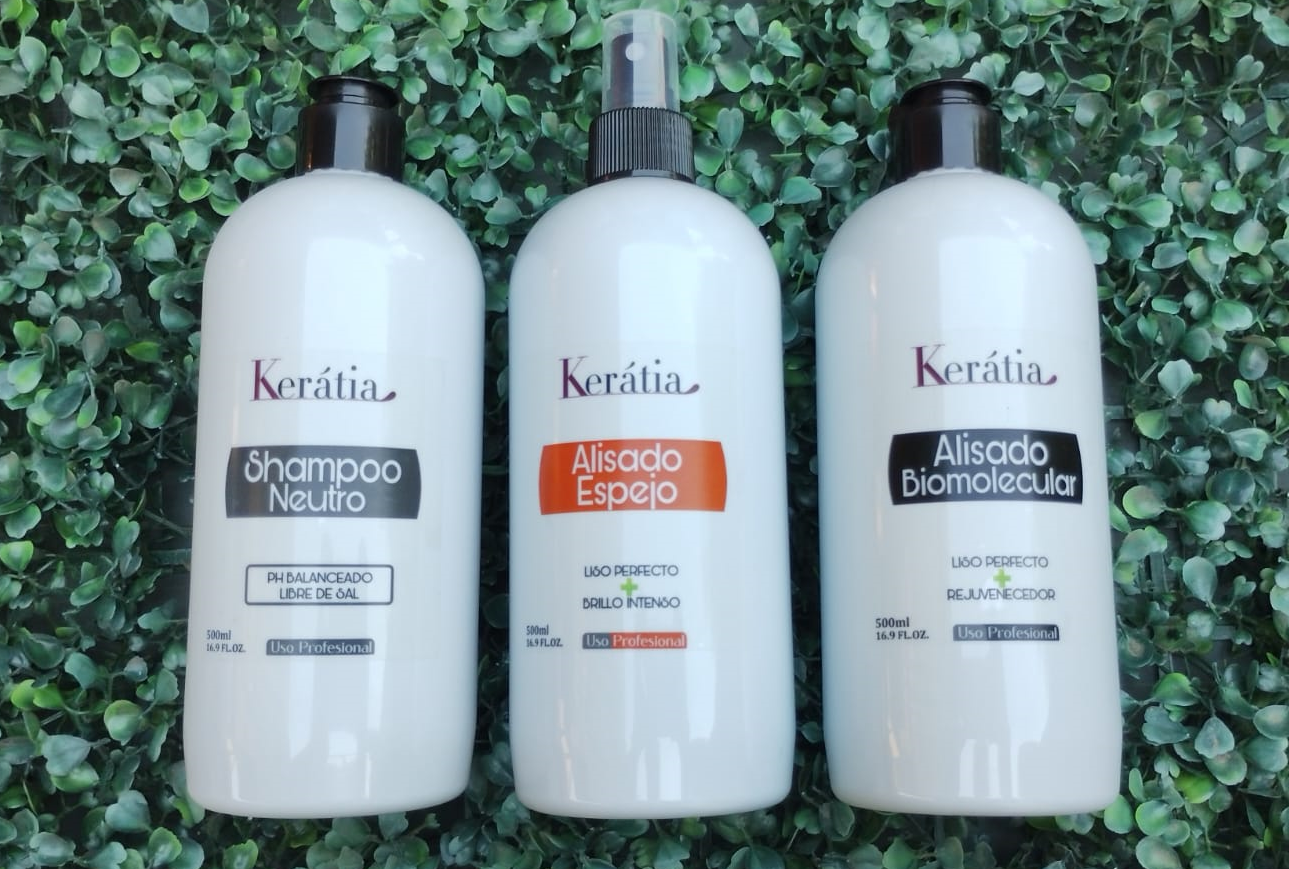 Kerátia
Shampoo
Neutro
PH BALANCEADO
LIBRE DE SAL
500ml
16.9 FL.OZ.
Uso Profesional
Kerátia
Alisado
Espejo
LISO PERFECTO
+
BRILLO INTENSO
500ml
16.9 FL.OZ.
Uso Profesional
Kerátia
Alisado
Biomolecular
LISO PERFECTO
+
REJUVENECEDOR
500ml
16.9 FL.OZ.
Uso Profesional